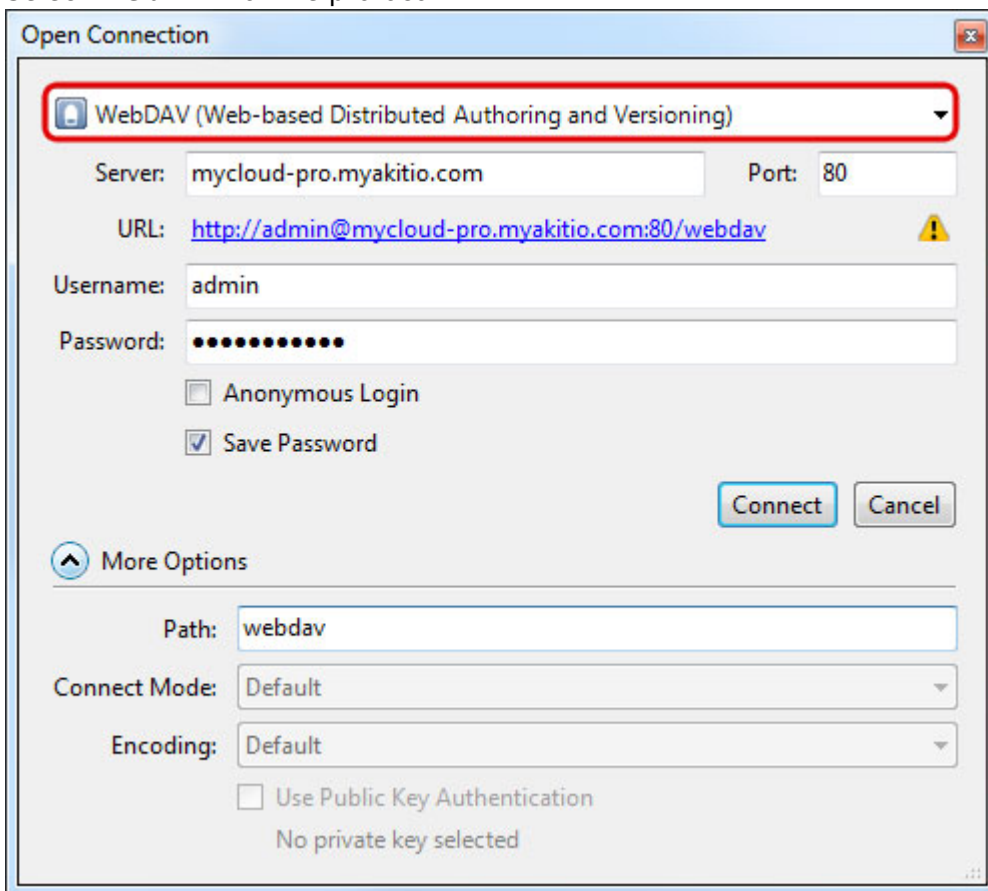 Open Connection
WebDAV (Web-based Distributed Authoring and Versioning)
Server: mycloud-pro.myakitio.com Port: 80
URL: http://admin@mycloud-pro.myakitio.com:80/webdav
Username: admin
Password: •••••••••••
Anonymous Login
Save Password
Connect Cancel
More Options
Path: webdav
Connect Mode: Default
Encoding: Default
Use Public Key Authentication
No private key selected